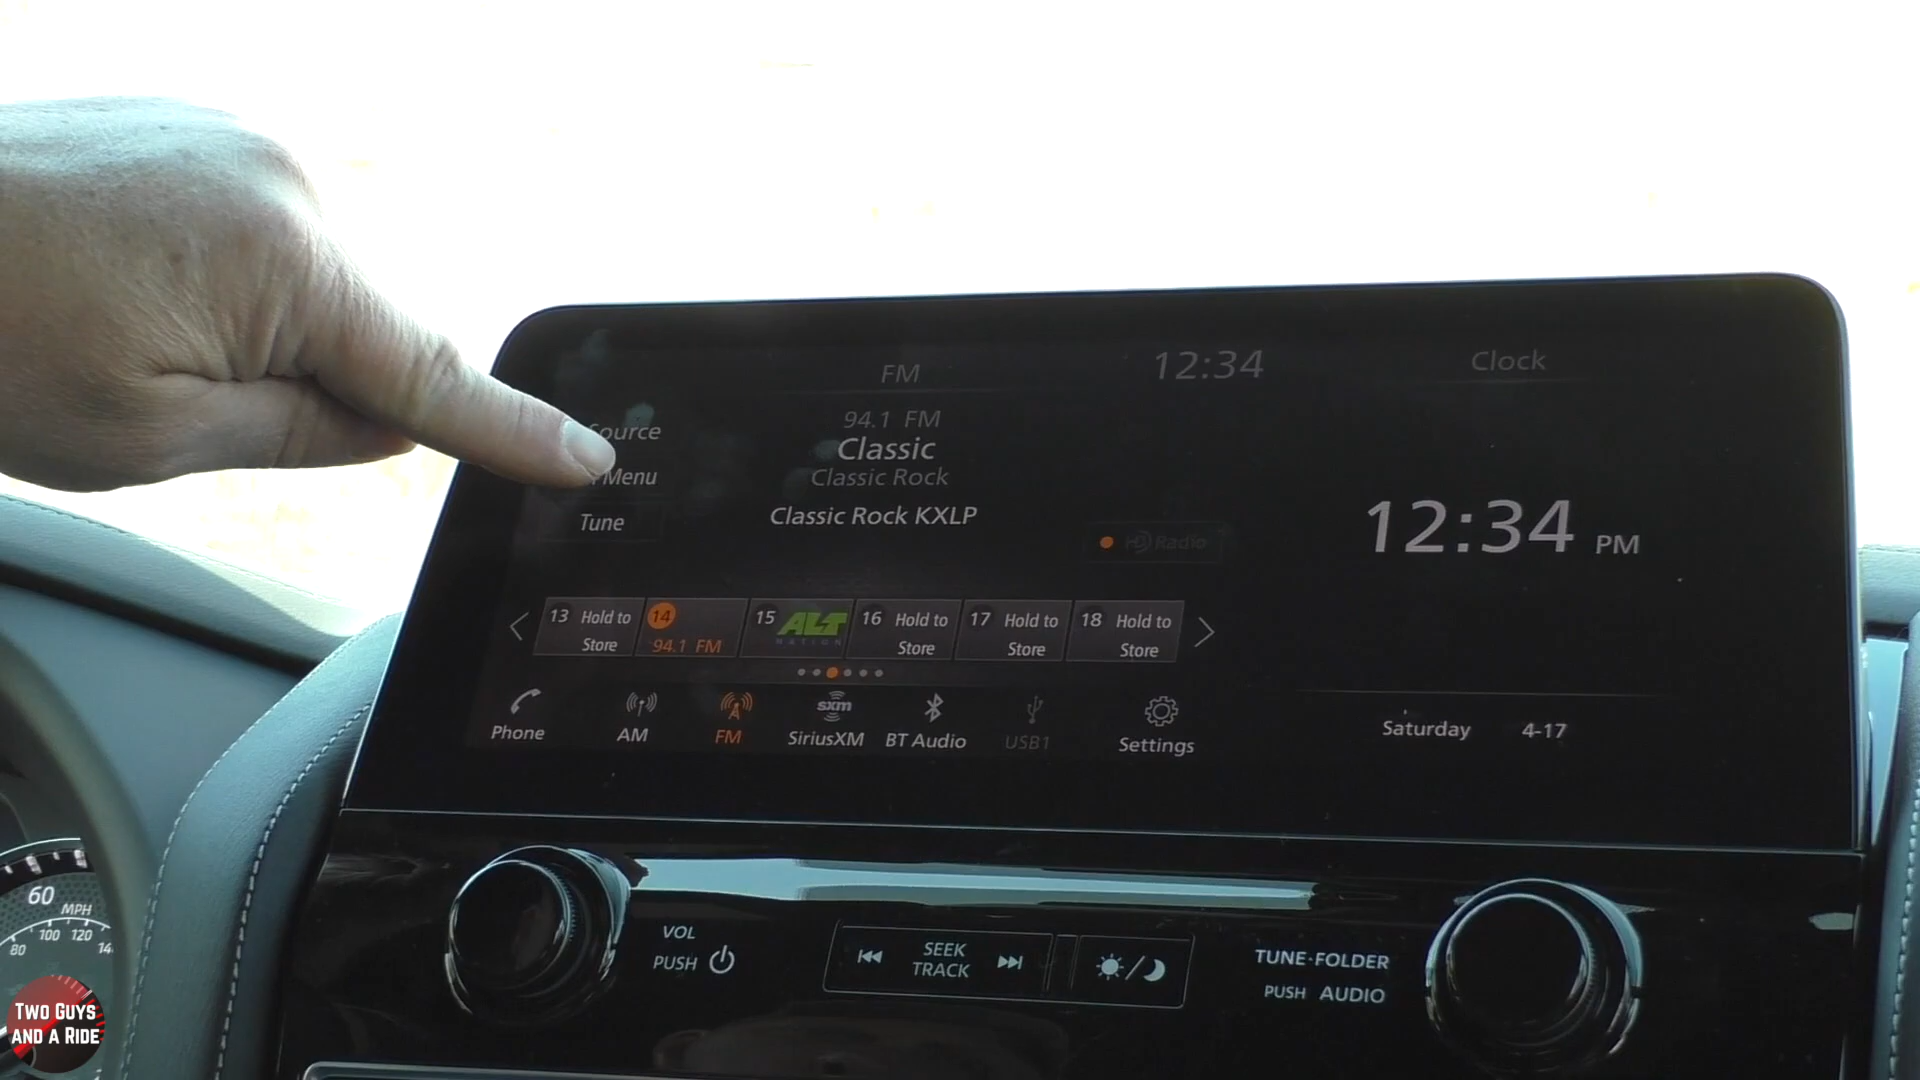 FM
12:34
Clock
94.1 FM
Source
Classic
Menu
Classic Rock
Tune
Classic Rock KXLP
HD Radio
12:34 PM
13 Hold to
Store
14
94.1 FM
15 ALT
NATION
16 Hold to
Store
17 Hold to
Store
18 Hold to
Store
Phone
AM
FM
sxm
SiriusXM
BT Audio
USB1
Settings
Saturday 4-17
VOL
PUSH
SEEK
TRACK
TUNE·FOLDER
PUSH AUDIO
60
MPH
80 100 120 14
TWO GUYS
AND A RIDE